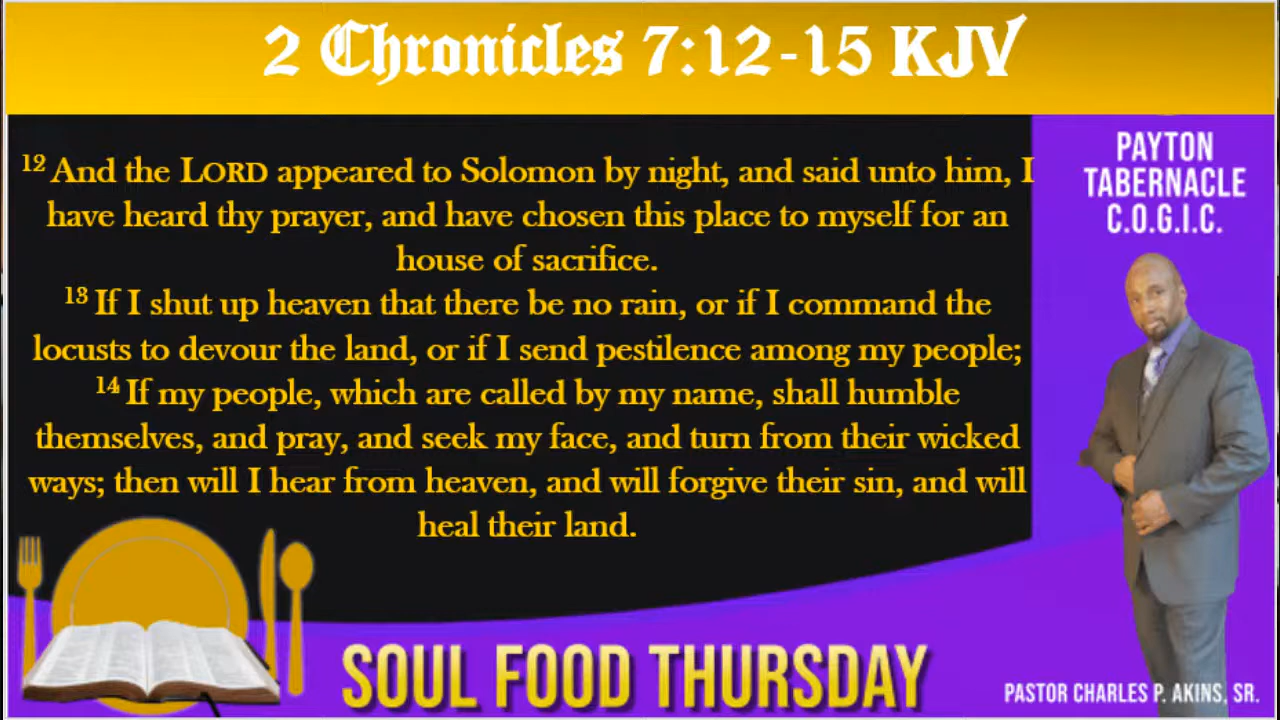 2 Chronicles 7:12-15 KJV
12 And the LORD appeared to Solomon by night, and said unto him, I
have heard thy prayer, and have chosen this place to myself for an
house of sacrifice.
13 If I shut up heaven that there be no rain, or if I command the
locusts to devour the land, or if I send pestilence among my people;
14 If my people, which are called by my name, shall humble
themselves, and pray, and seek my face, and turn from their wicked
ways; then will I hear from heaven, and will forgive their sin, and will
heal their land.
PAYTON
TABERNACLE
C.O.G.I.C.
SOUL FOOD THURSDAY
PASTOR CHARLES P. AKINS, SR.